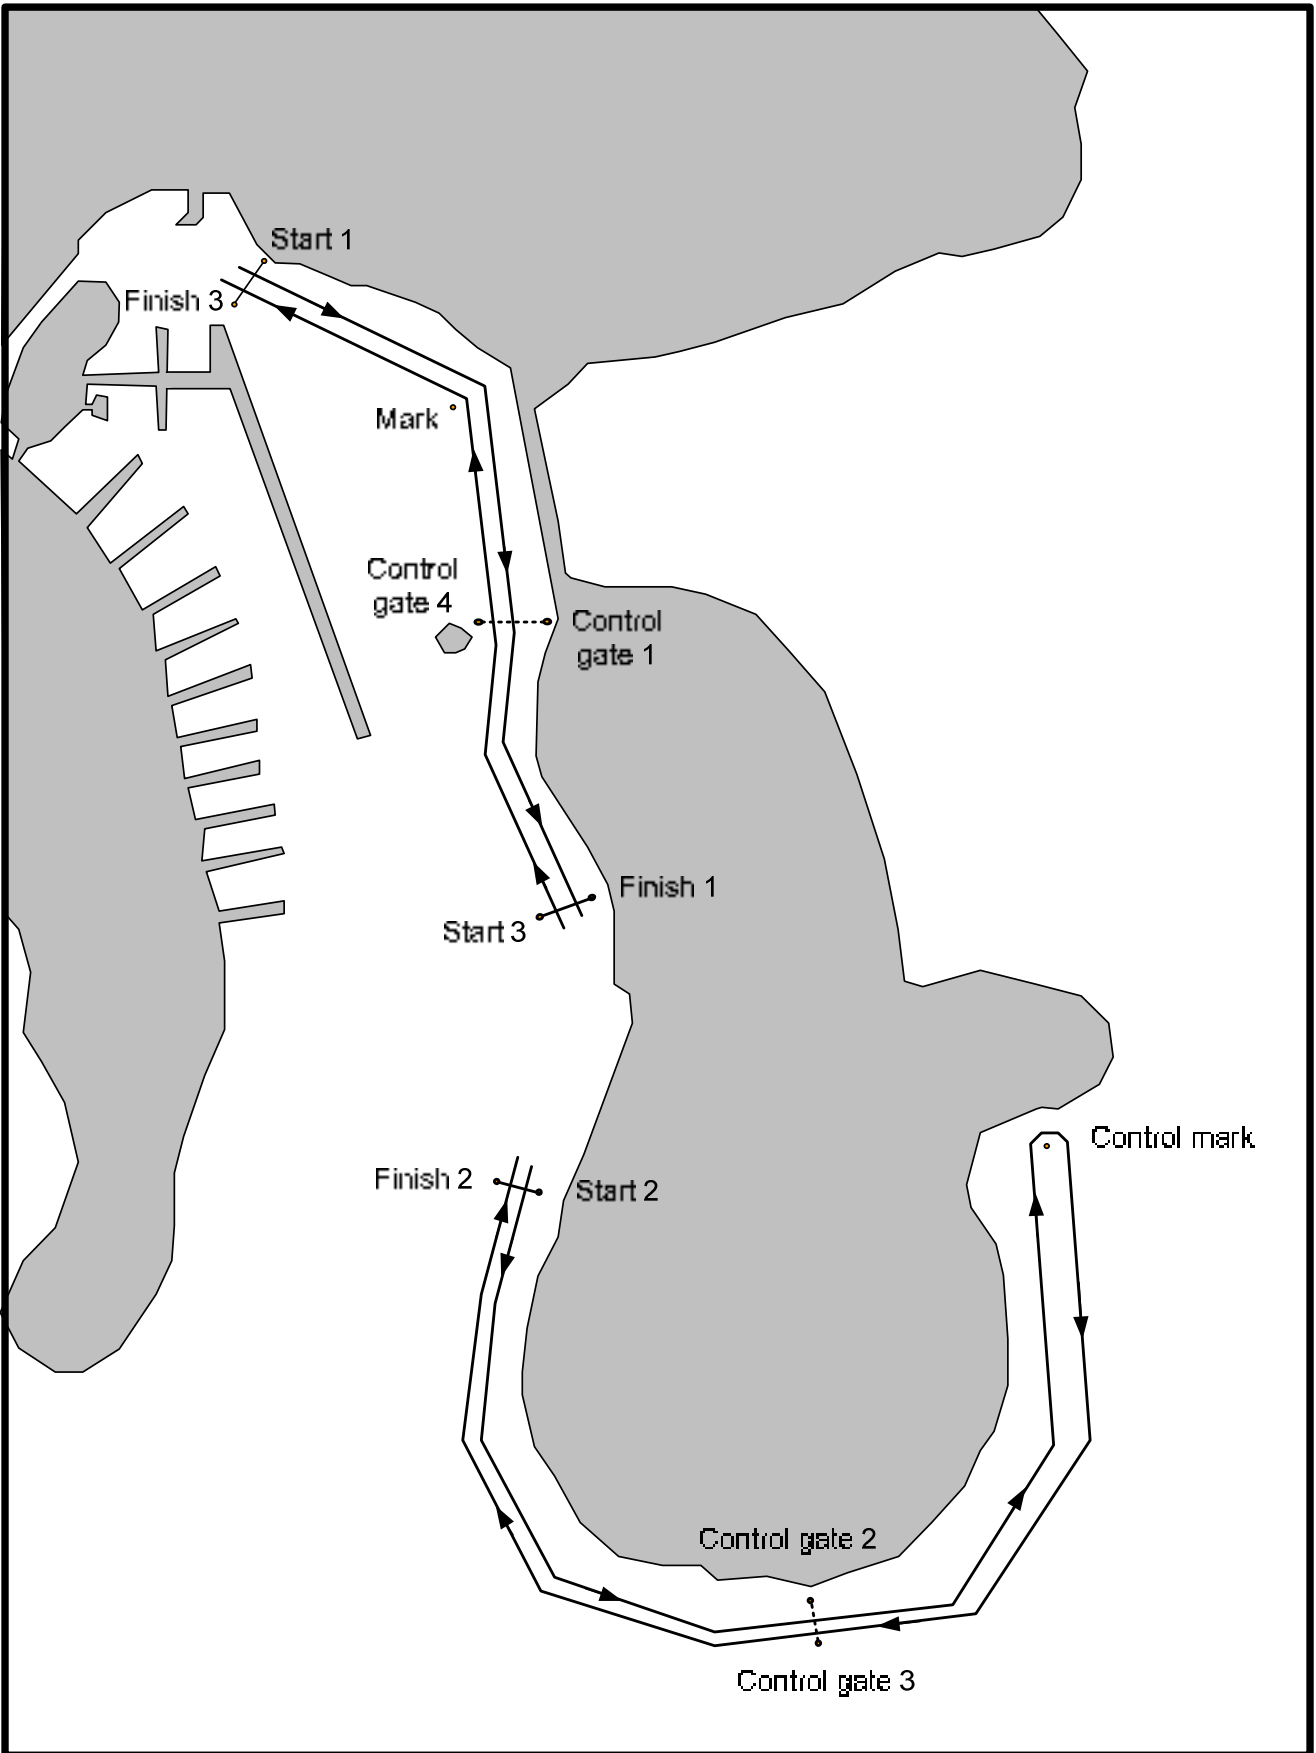 Start 1
Finish 3
Mark
Control
gate 4
Control
gate 1
Finish 1
Start 3
Control mark
Finish 2
Start 2
Control gate 2
Control gate 3